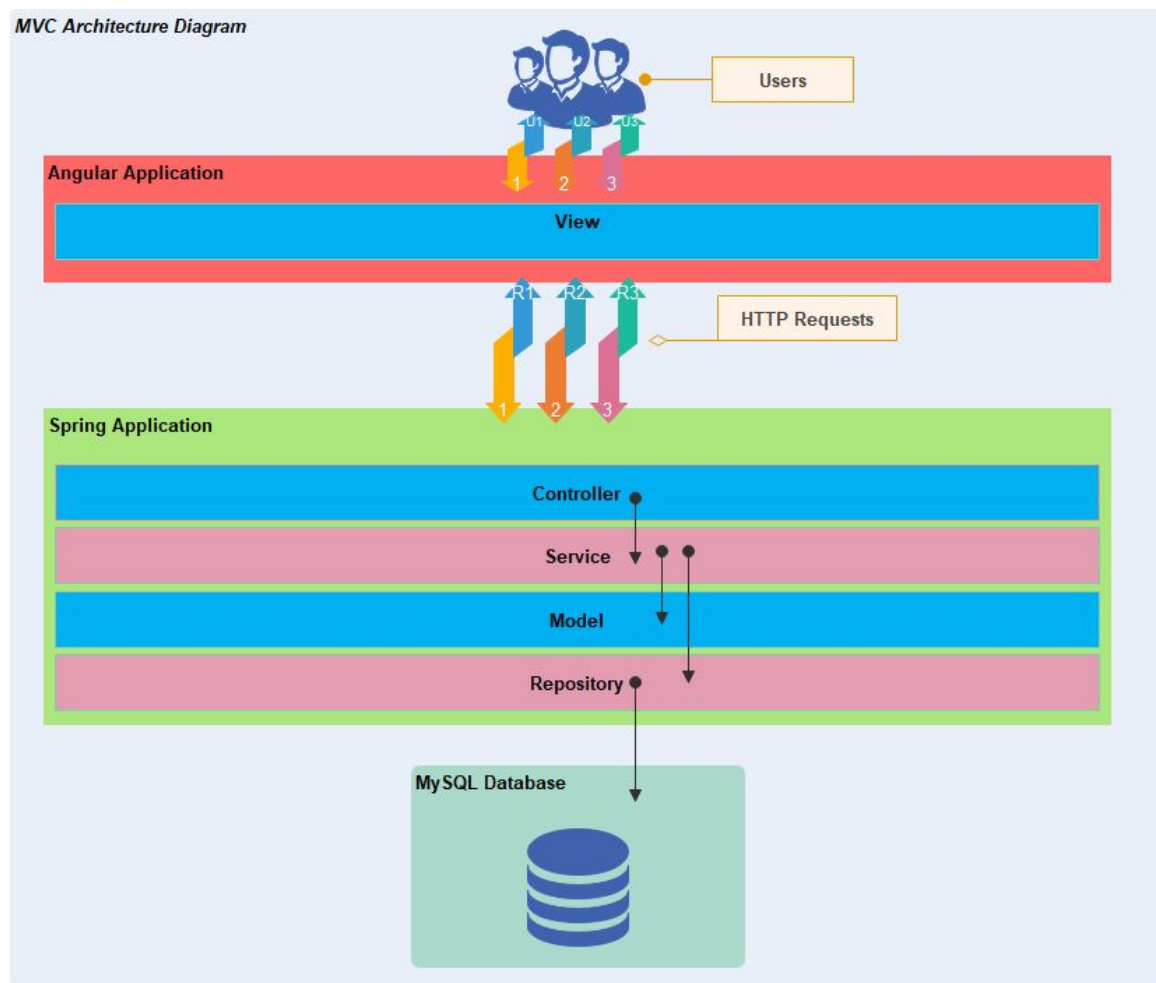 MVC Architecture Diagram
Users
U1 U2 U3
Angular Application
1 2 3
View
R1 R2 R3
HTTP Requests
1 2 3
Spring Application
Controller
Service
Model
Repository
MySQL Database